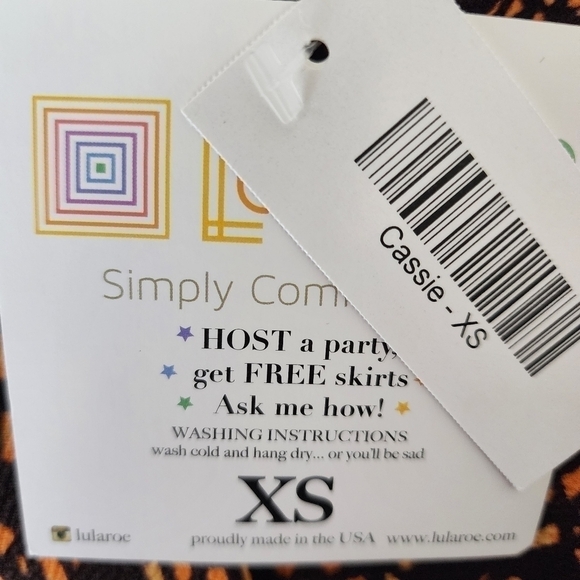 Simply Com
HOST a party,
get FREE skirts
Ask me how!
WASHING INSTRUCTIONS
wash cold and hang dry... or you'll be sad
XS
lularoe
proudly made in the USA www.lularoe.com
Cassie - XS